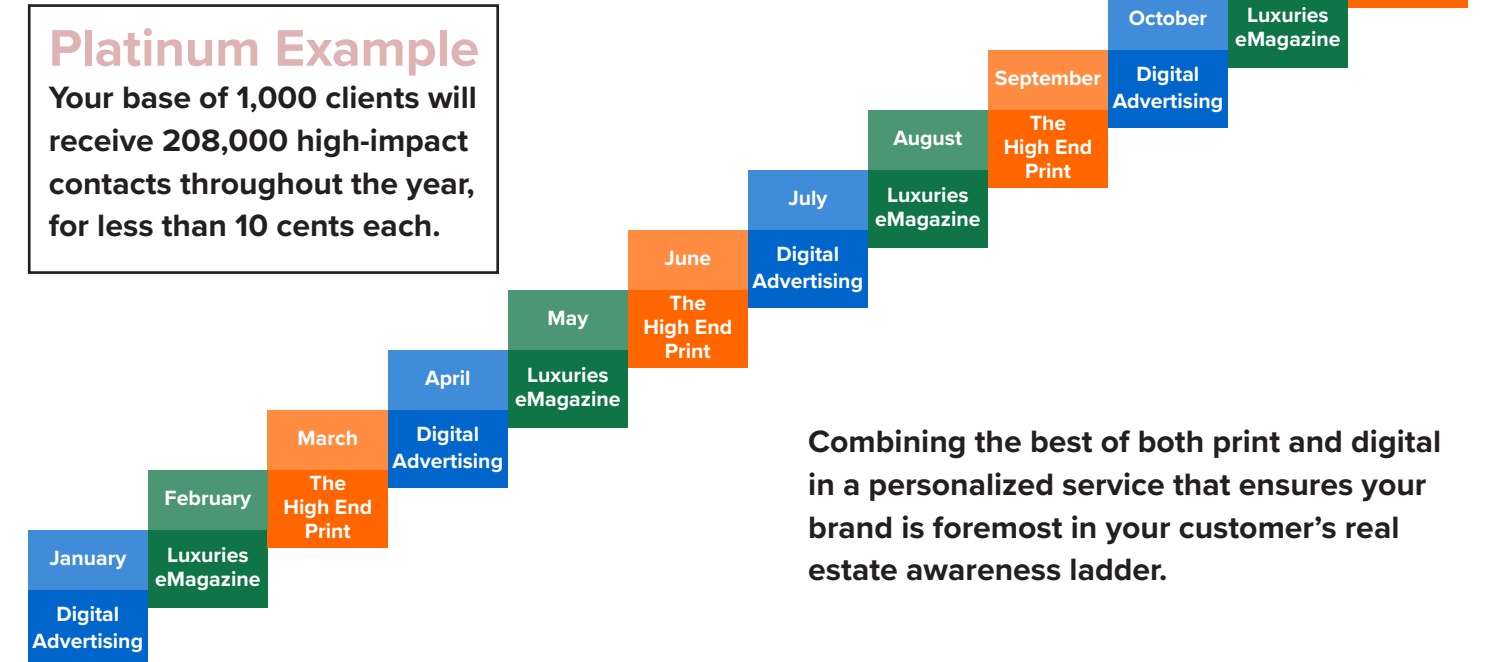 Platinum Example
Your base of 1,000 clients will
receive 208,000 high-impact
contacts throughout the year,
for less than 10 cents each.
January
Digital
Advertising
February
Luxuries
eMagazine
March
The
High End
Print
April
Digital
Advertising
May
Luxuries
eMagazine
June
The
High End
Print
July
Digital
Advertising
August
Luxuries
eMagazine
September
The
High End
Print
October
Digital
Advertising
Luxuries
eMagazine
Combining the best of both print and digital
in a personalized service that ensures your
brand is foremost in your customer’s real
estate awareness ladder.